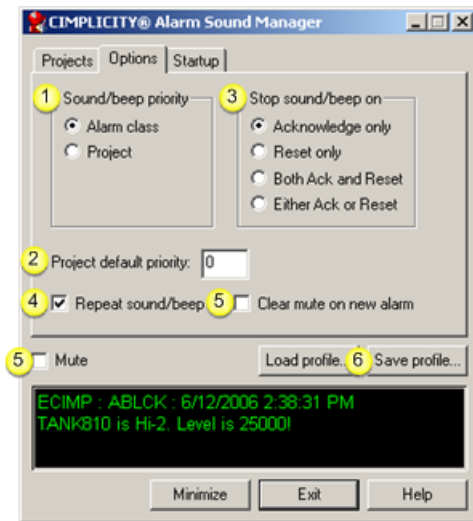 CIMPLICITY® Alarm Sound Manager
Projects Options Startup
1 Sound/beep priority
Alarm class
Project
3 Stop sound/beep on
Acknowledge only
Reset only
Both Ack and Reset
Either Ack or Reset
2 Project default priority: 0
4 Repeat sound/beep 5 Clear mute on new alarm
5 Mute Load profile... 6 Save profile...
ECIMP : ABLCK : 6/12/2006 2:38:31 PM
TANK810 is Hi-2. Level is 25000!
Minimize Exit Help